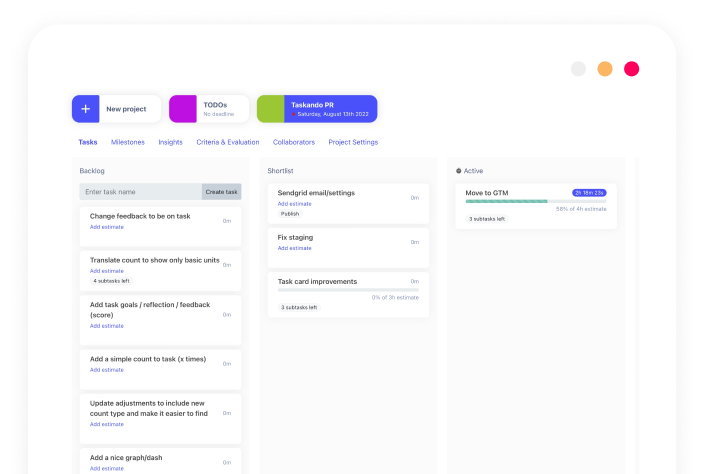 + New project
TODOs
No deadline
Taskando PR
Saturday, August 13th 2022
Tasks Milestones Insights Criteria & Evaluation Collaborators Project Settings
Backlog
Enter task name Create task
Change feedback to be on task 0m
Add estimate
Translate count to show only basic units 0m
Add estimate
4 subtasks left
Add task goals / reflection / feedback
(score) 0m
Add estimate
Add a simple count to task (x times) 0m
Add estimate
Update adjustments to include new
count type and make it easier to find 0m
Add estimate
Add a nice graph/dash 0m
Add estimate
Shortlist
Sendgrid email/settings 0m
Add estimate
Publish
Fix staging 0m
Add estimate
Task card improvements 0m
0% of 3h estimate
3 subtasks left
Active
Move to GTM 2h 18m 23s
58% of 4h estimate
3 subtasks left